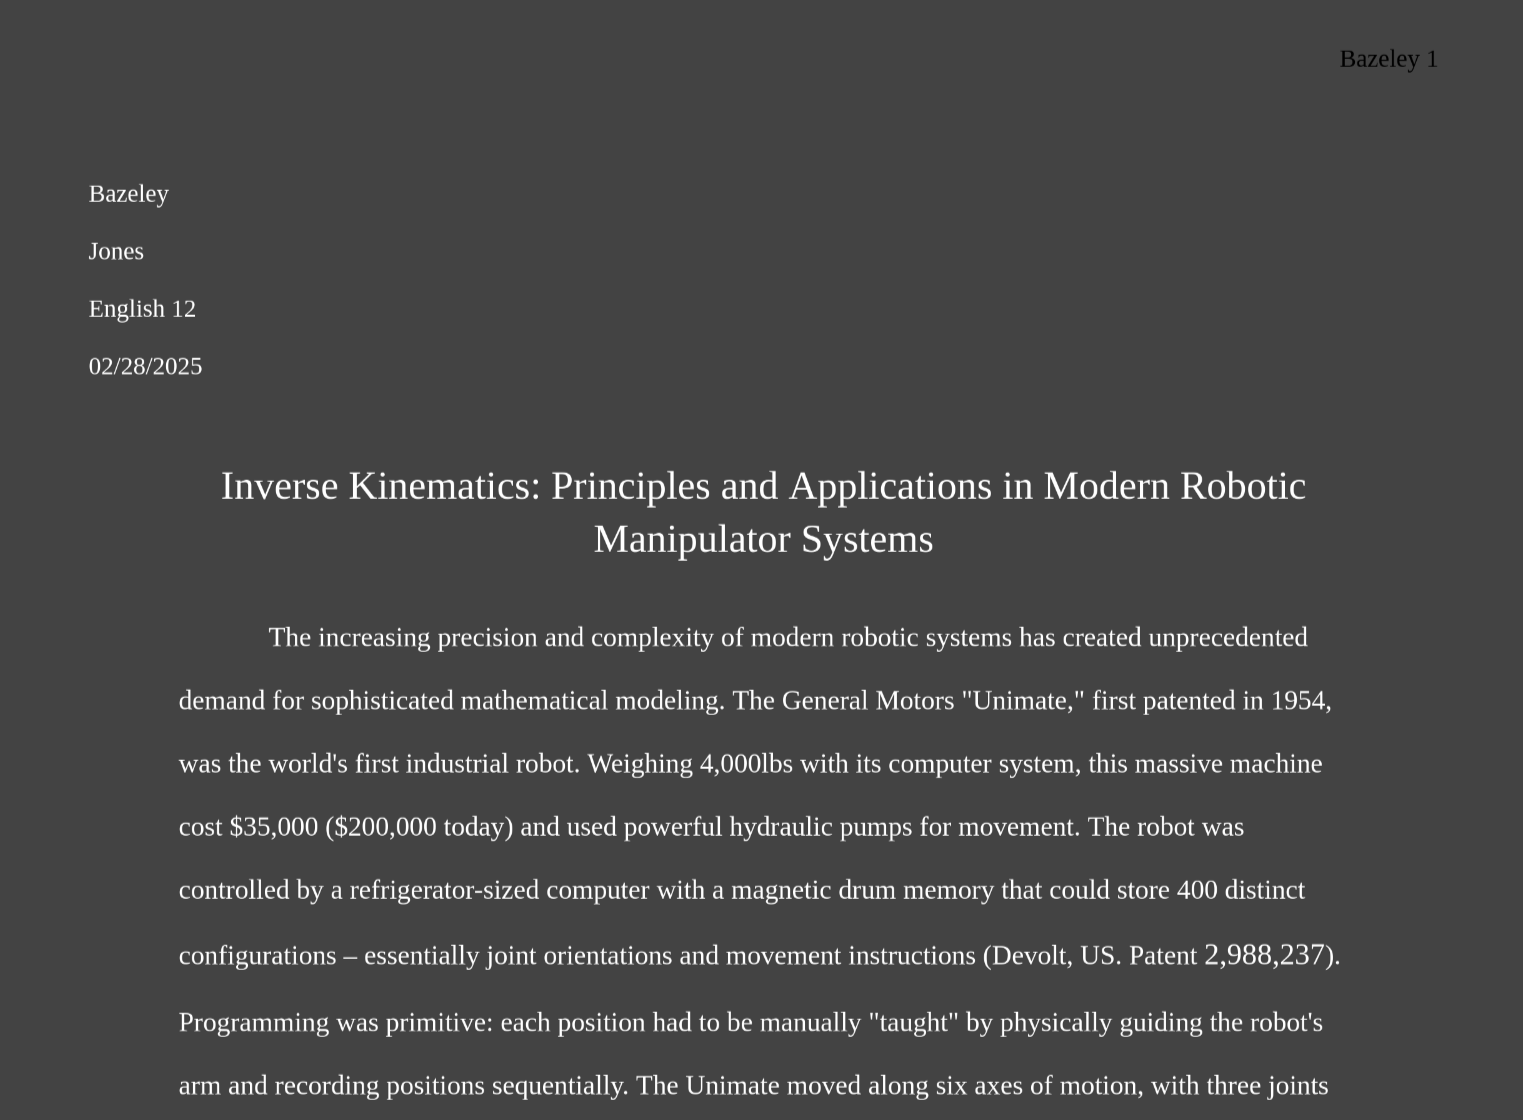 Bazeley 1
Bazeley
Jones
English 12
02/28/2025
Inverse Kinematics: Principles and Applications in Modern Robotic
Manipulator Systems
The increasing precision and complexity of modern robotic systems has created unprecedented
demand for sophisticated mathematical modeling. The General Motors "Unimate," first patented in 1954,
was the world's first industrial robot. Weighing 4,000lbs with its computer system, this massive machine
cost $35,000 ($200,000 today) and used powerful hydraulic pumps for movement. The robot was
controlled by a refrigerator-sized computer with a magnetic drum memory that could store 400 distinct
configurations – essentially joint orientations and movement instructions (Devolt, US. Patent 2,988,237).
Programming was primitive: each position had to be manually "taught" by physically guiding the robot's
arm and recording positions sequentially. The Unimate moved along six axes of motion, with three joints